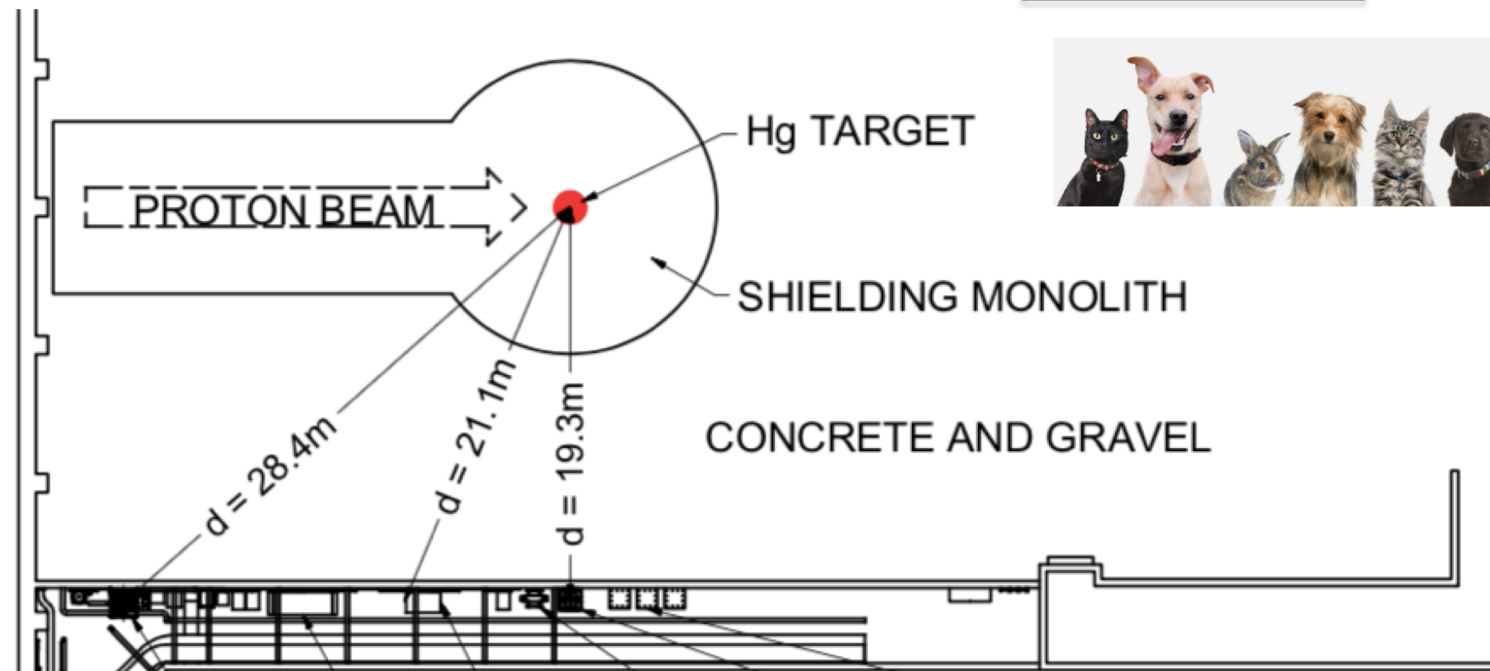 Hg TARGET
PROTON BEAM
SHIELDING MONOLITH
d = 28.4m
d = 21.1m
d = 19.3m
CONCRETE AND GRAVEL